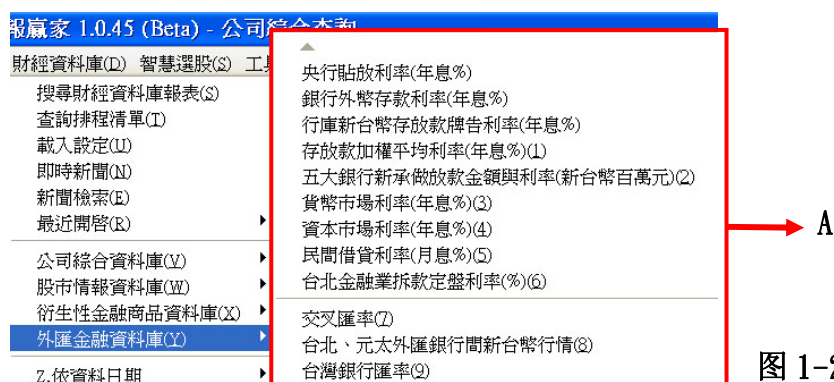 報贏家 1.0.45 (Beta) - 公司綜合查詢
財經資料庫(D) 智慧選股(S) 工具
搜尋財經資料庫報表(S)
查詢排程清單(T)
載入設定(U)
即時新聞(N)
新聞檢索(E)
最近開啓(R)
公司綜合資料庫(V)
股市情報資料庫(W)
衍生性金融商品資料庫(X)
外匯金融資料庫(Y)
Z.依資料日期
央行貼放利率(年息%)
銀行外幣存款利率(年息%)
行庫新台幣存放款牌告利率(年息%)
存放款加權平均利率(年息%)(1)
五大銀行新承做放款金額與利率(新台幣百萬元)(2)
貨幣市場利率(年息%)(3)
資本市場利率(年息%)(4)
民間借貸利率(月息%)(5)
台北金融業拆款定盤利率(%)(6)
交叉匯率(7)
台北、元太外匯銀行間新台幣行情(8)
台灣銀行匯率(9)
A
图 1-2